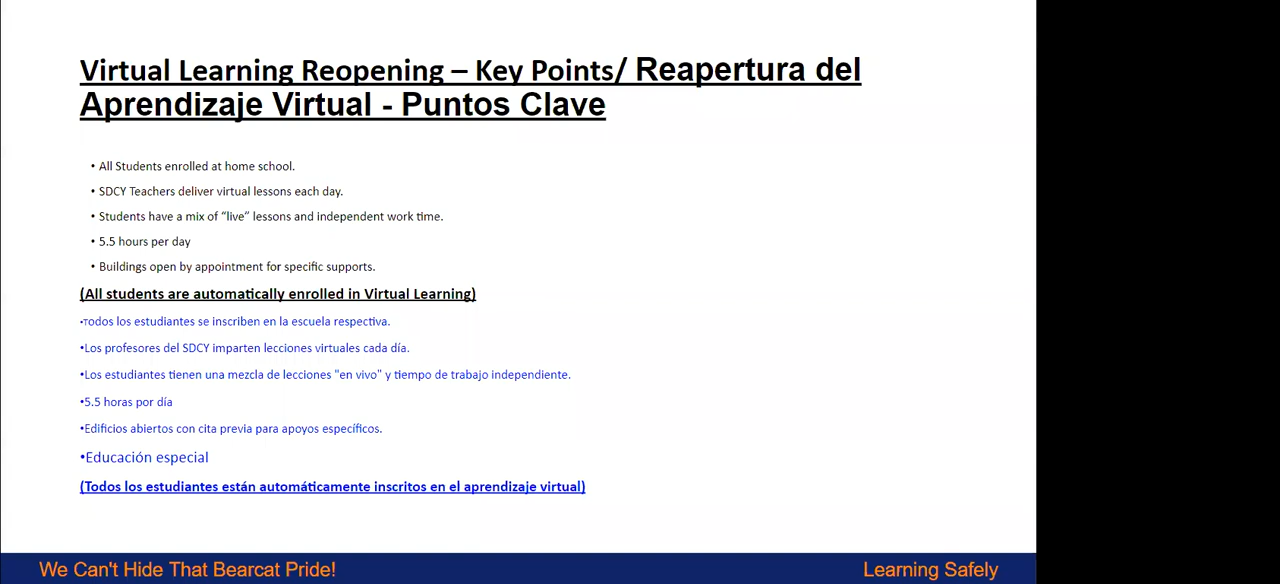 Virtual Learning Reopening – Key Points/ Reapertura del
Aprendizaje Virtual - Puntos Clave
• All Students enrolled at home school.
• SDCY Teachers deliver virtual lessons each day.
• Students have a mix of “live” lessons and independent work time.
• 5.5 hours per day
• Buildings open by appointment for specific supports.
(All students are automatically enrolled in Virtual Learning)
•Todos los estudiantes se inscriben en la escuela respectiva.
•Los profesores del SDCY imparten lecciones virtuales cada día.
•Los estudiantes tienen una mezcla de lecciones "en vivo" y tiempo de trabajo independiente.
•5.5 horas por día
•Edificios abiertos con cita previa para apoyos específicos.
•Educación especial
(Todos los estudiantes están automáticamente inscritos en el aprendizaje virtual)
We Can't Hide That Bearcat Pride!
Learning Safely